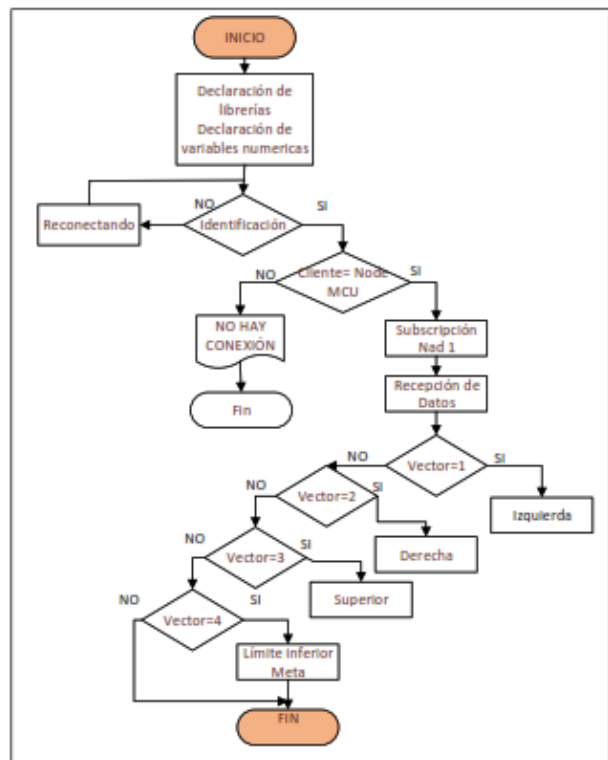 INICIO
Declaración de
librerías
Declaración de
variables numericas
NO
SI
Reconectando
Identificación
NO
Cliente= Node
MCU
SI
NO HAY
CONEXIÓN
Subscripción
Nad 1
Fin
Recepción de
Datos
NO
Vector=1
SI
NO
Vector=2
SI
Izquierda
NO
Vector=3
SI
Derecha
NO
Vector=4
SI
Superior
Límite Inferior
Meta
FIN